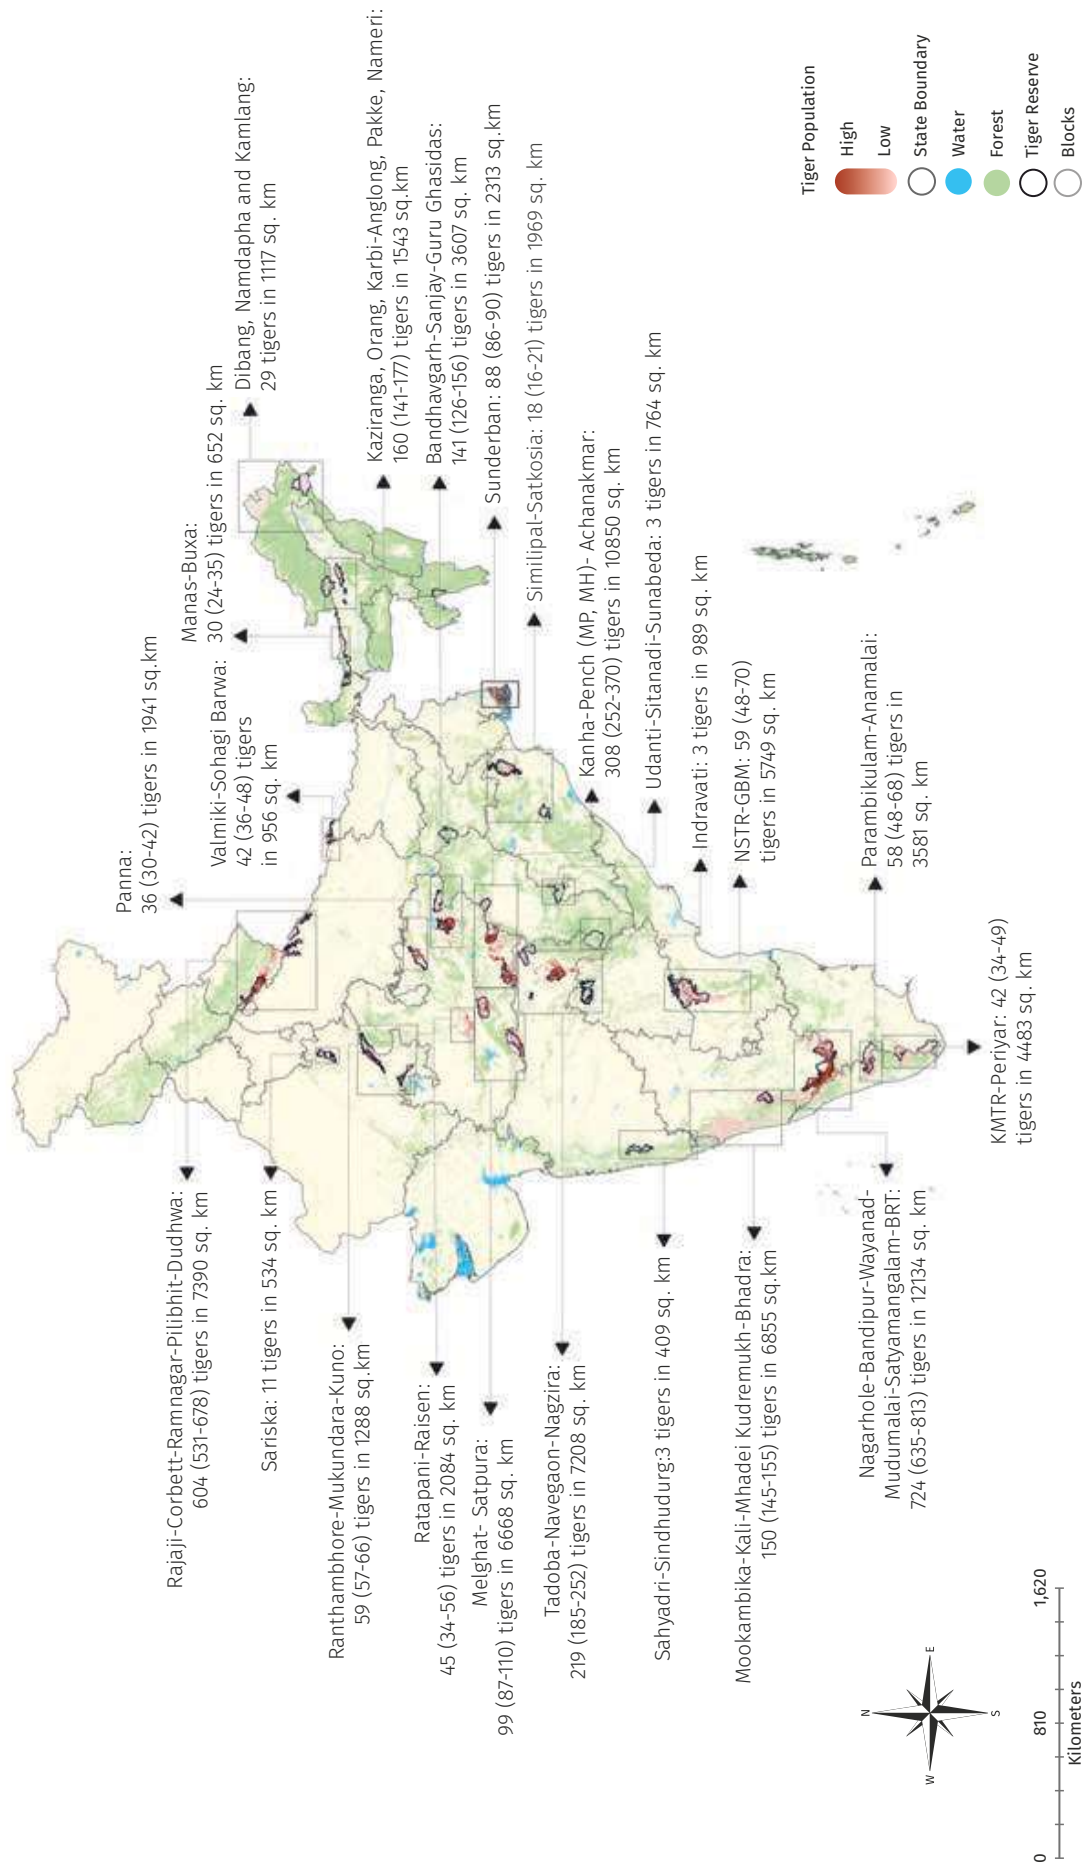 Rajaji-Corbett-Ramnagar-Pilibhit-Dudhwa:
604 (531-678) tigers in 7390 sq. km
Sariska: 11 tigers in 534 sq. km
Ranthambhore-Mukundara-Kuno:
59 (57-66) tigers in 1288 sq.km
Ratapani-Raisen:
45 (34-56) tigers in 2084 sq. km
Melghat- Satpura:
99 (87-110) tigers in 6668 sq. km
Tadoba-Navegaon-Nagzira:
219 (185-252) tigers in 7208 sq. km
Sahyadri-Sindhudurg:3 tigers in 409 sq. km
Mookambika-Kali-Mhadei Kudremukh-Bhadra:
150 (145-155) tigers in 6855 sq.km
Nagarhole-Bandipur-Wayanad-
Mudumalai-Satyamangalam-BRT:
724 (635-813) tigers in 12134 sq. km
Panna:
36 (30-42) tigers in 1941 sq.km
Valmiki-Sohagi Barwa:
42 (36-48) tigers
in 956 sq. km
Manas-Buxa:
30 (24-35) tigers in 652 sq. km
Dibang, Namdapha and Kamlang:
29 tigers in 1117 sq. km
Kaziranga, Orang, Karbi-Anglong, Pakke, Nameri:
160 (141-177) tigers in 1543 sq.km
Bandhavgarh-Sanjay-Guru Ghasidas:
141 (126-156) tigers in 3607 sq. km
Sunderban: 88 (86-90) tigers in 2313 sq.km
Similipal-Satkosia: 18 (16-21) tigers in 1969 sq. km
Kanha-Pench (MP, MH)- Achanakmar:
308 (252-370) tigers in 10850 sq. km
Udanti-Sitanadi-Sunabeda: 3 tigers in 764 sq. km
Indravati: 3 tigers in 989 sq. km
NSTR-GBM: 59 (48-70)
tigers in 5749 sq. km
Parambikulam-Anamalai:
58 (48-68) tigers in
3581 sq. km
KMTR-Periyar: 42 (34-49)
tigers in 4483 sq. km
Tiger Population
High
Low
State Boundary
Water
Forest
Tiger Reserve
Blocks
N
W
E
S
0 810 1,620
Kilometers